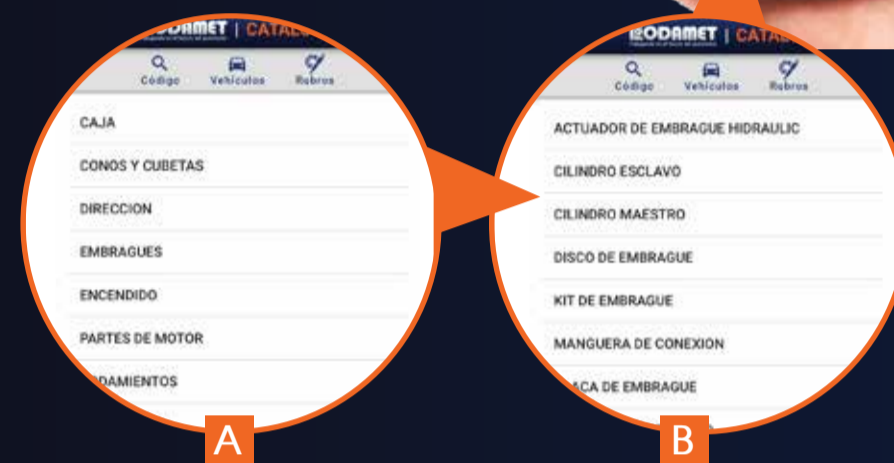 RODAMET | CATAL
Código Vehículos Rubros
CAJA
CONOS Y CUBETAS
DIRECCION
EMBRAGUES
ENCENDIDO
PARTES DE MOTOR
RODAMIENTOS
A
RODAMET | CATAL
Código Vehículos Rubros
ACTUADOR DE EMBRAGUE HIDRAULIC
CILINDRO ESCLAVO
CILINDRO MAESTRO
DISCO DE EMBRAGUE
KIT DE EMBRAGUE
MANGUERA DE CONEXION
PLACA DE EMBRAGUE
B